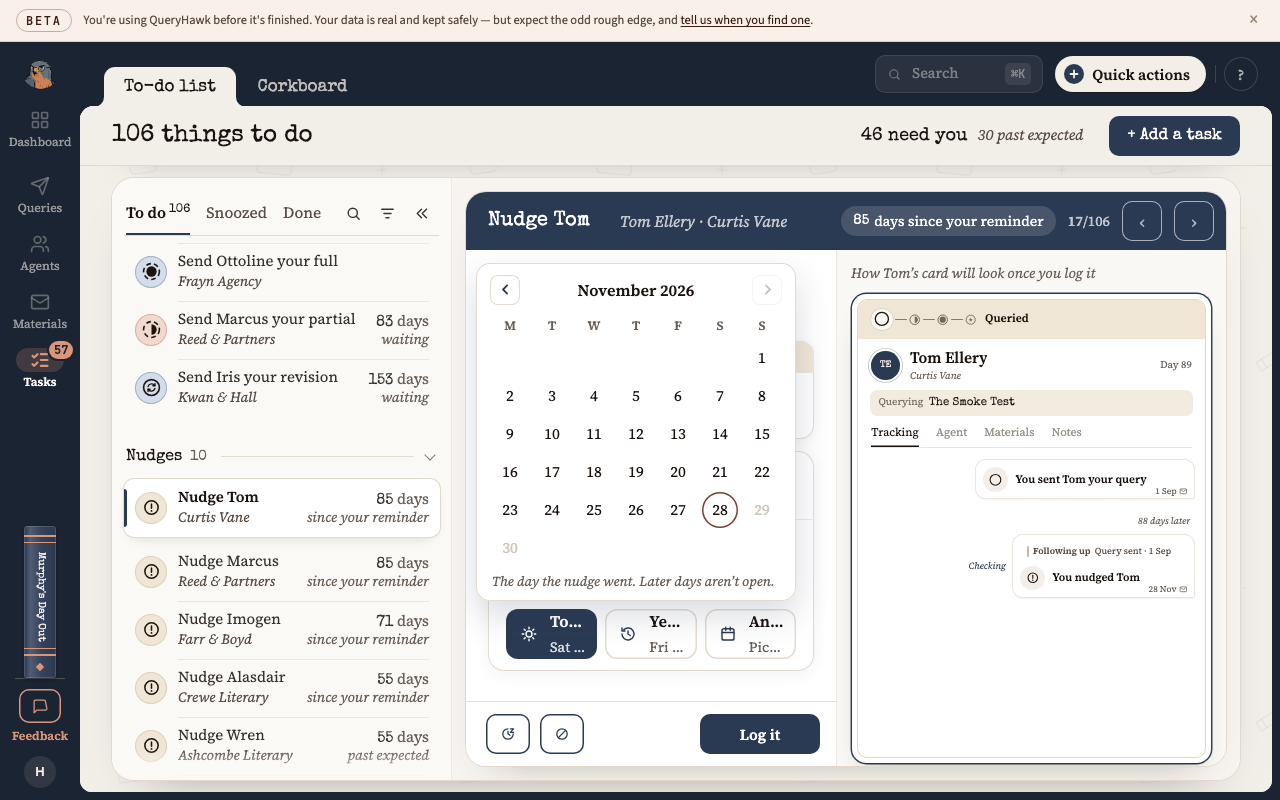 BETA
You're using QueryHawk before it's finished. Your data is real and kept safely — but expect the odd rough edge, and tell us when you find one.
×
To-do list
Corkboard
Search
⌘K
Quick actions
?
Dashboard
Queries
Agents
Materials
57
Tasks
Murphy's Day Out
Feedback
H
106 things to do
46 need you
30 past expected
+ Add a task
To do 106
Snoozed
Done
Send Ottoline your full
Frayn Agency
Send Marcus your partial
83 days
Reed & Partners
waiting
Send Iris your revision
153 days
Kwan & Hall
waiting
Nudges 10
Nudge Tom
85 days
Curtis Vane
since your reminder
Nudge Marcus
85 days
Reed & Partners
since your reminder
Nudge Imogen
71 days
Farr & Boyd
since your reminder
Nudge Alasdair
55 days
Crewe Literary
since your reminder
Nudge Wren
55 days
Ashcombe Literary
past expected
Nudge Tom
Tom Ellery · Curtis Vane
85 days since your reminder
17/106
November 2026
M T W T F S S
1
2 3 4 5 6 7 8
9 10 11 12 13 14 15
16 17 18 19 20 21 22
23 24 25 26 27 28 29
30
The day the nudge went. Later days aren't open.
To...
Sat ...
Ye...
Fri ...
An...
Pic...
Log it
How Tom's card will look once you log it
Queried
TE
Tom Ellery
Curtis Vane
Day 89
Querying The Smoke Test
Tracking
Agent
Materials
Notes
You sent Tom your query
1 Sep
88 days later
Checking
Following up Query sent · 1 Sep
You nudged Tom
28 Nov